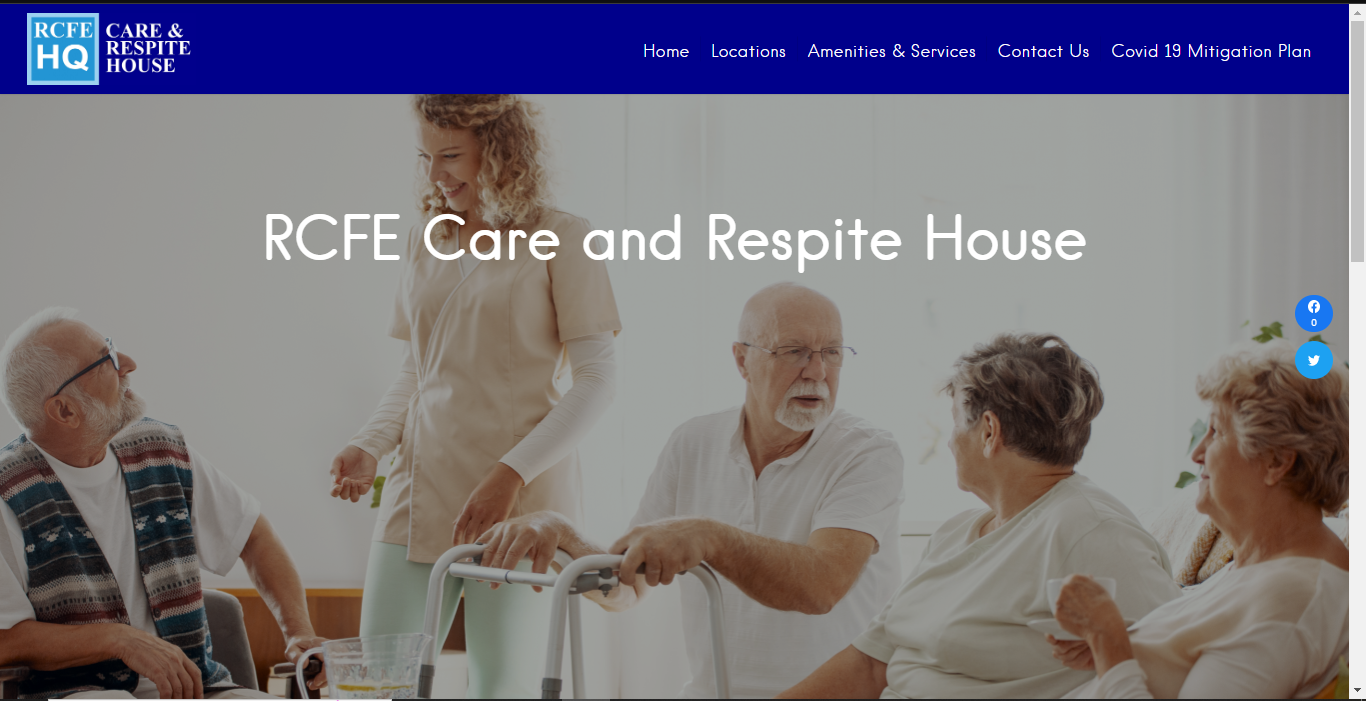 RCFE
HQ
CARE &
RESPITE
HOUSE
Home Locations Amenities & Services Contact Us Covid 19 Mitigation Plan
RCFE Care and Respite House
0